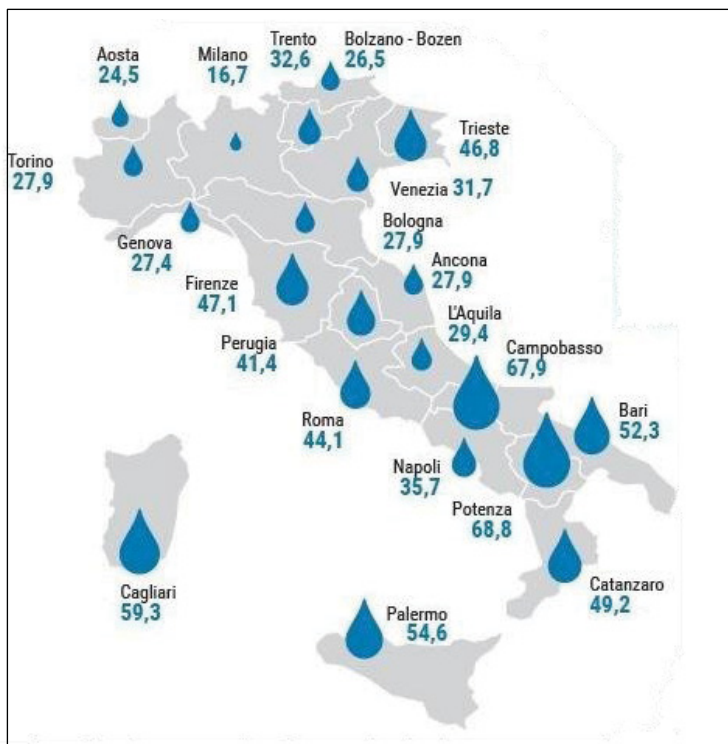 Trento
32,6
Bolzano - Bozen
26,5
Aosta
24,5
Milano
16,7
Trieste
46,8
Torino
27,9
Venezia 31,7
Bologna
27,9
Genova
27,4
Ancona
27,9
Firenze
47,1
L'Aquila
29,4
Perugia
41,4
Campobasso
67,9
Roma
44,1
Bari
52,3
Napoli
35,7
Potenza
68,8
Cagliari
59,3
Catanzaro
49,2
Palermo
54,6